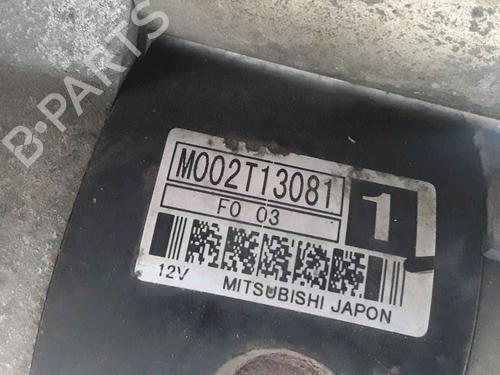 B-PARTS
M002T13081
1
F0 03
12V
MITSUBISHI JAPON